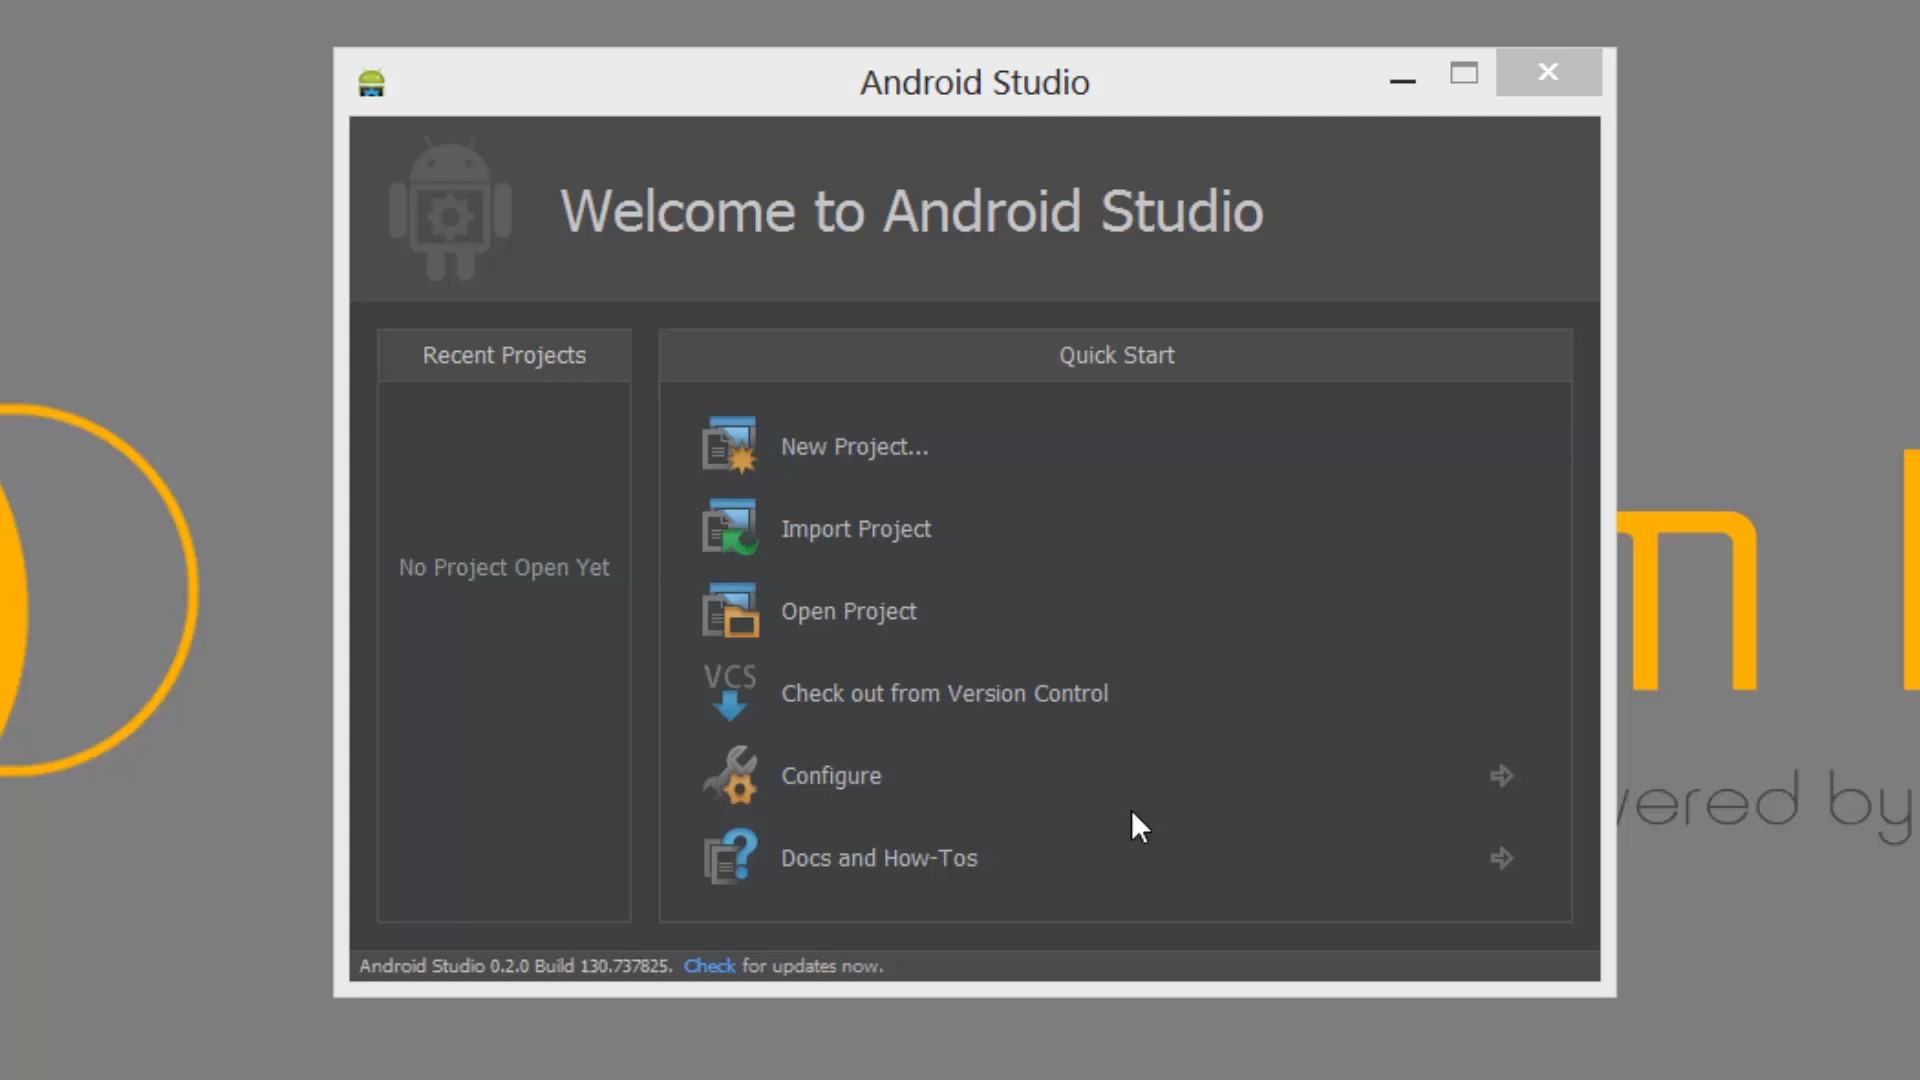 Android Studio
Welcome to Android Studio
Recent Projects
Quick Start
No Project Open Yet
New Project...
Import Project
Open Project
VCS
Check out from Version Control
Configure
Docs and How-Tos
Android Studio 0.2.0 Build 130.737825. Check for updates now.
by